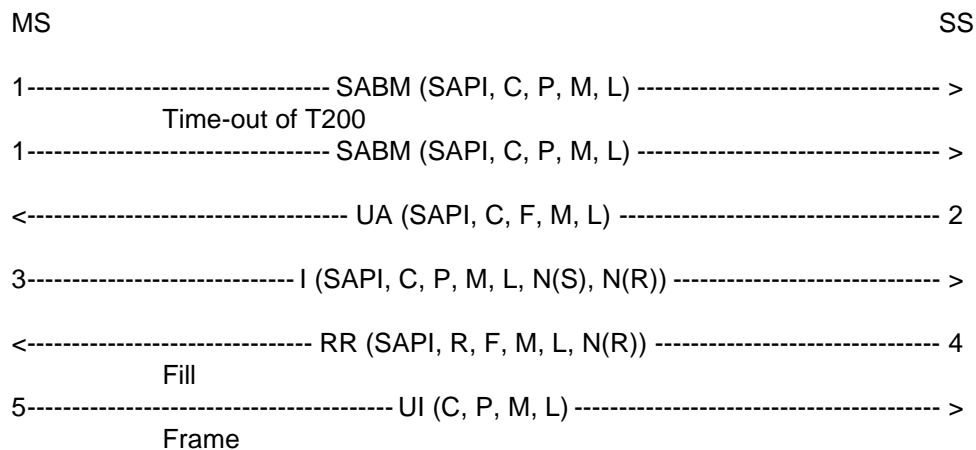 MS SS
1---------------------------------- SABM (SAPI, C, P, M, L) ---------------------------------- >
Time-out of T200
1---------------------------------- SABM (SAPI, C, P, M, L) ---------------------------------- >
<------------------------------------ UA (SAPI, C, F, M, L) ------------------------------------ 2
3------------------------------ I (SAPI, C, P, M, L, N(S), N(R)) ------------------------------ >
<-------------------------------- RR (SAPI, R, F, M, L, N(R)) -------------------------------- 4
Fill
5----------------------------------------- UI (C, P, M, L) ----------------------------------------- >
Frame